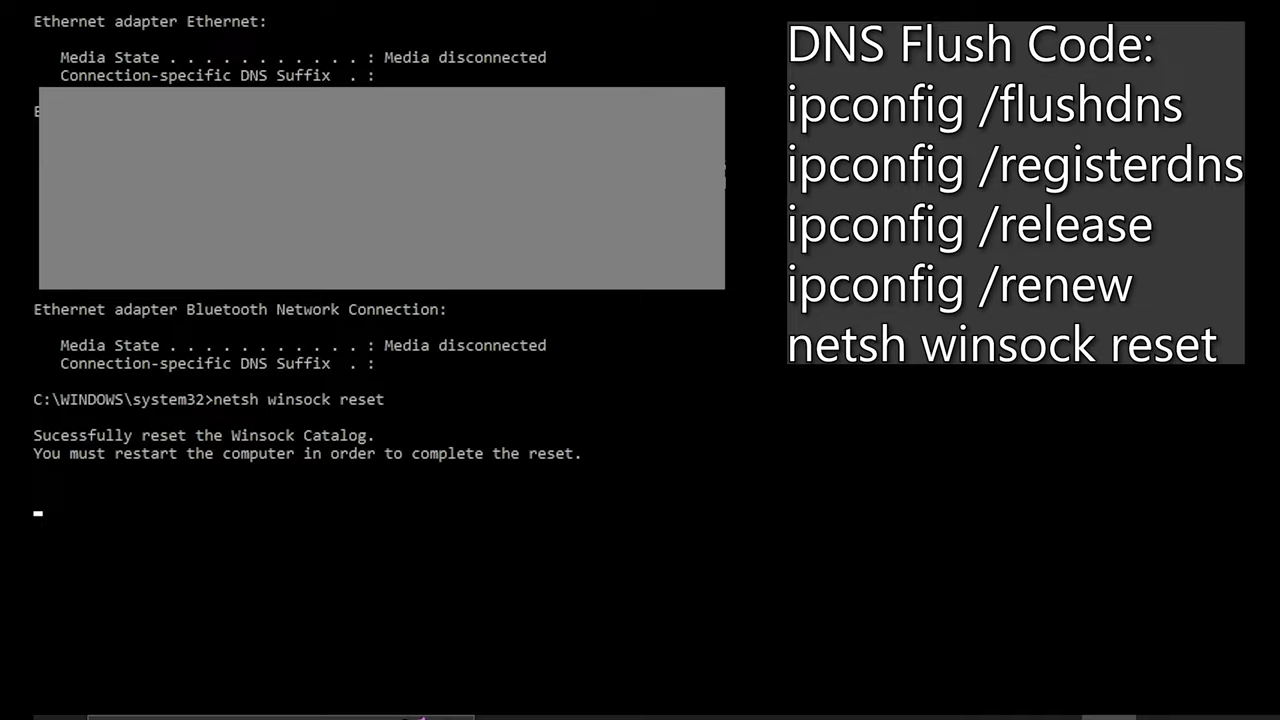 Ethernet adapter Ethernet:
Media State . . . . . . . . . . . : Media disconnected
Connection-specific DNS Suffix  . :
E
Ethernet adapter Bluetooth Network Connection:
Media State . . . . . . . . . . . : Media disconnected
Connection-specific DNS Suffix  . :
C:\WINDOWS\system32>netsh winsock reset
Sucessfully reset the Winsock Catalog.
You must restart the computer in order to complete the reset.
DNS Flush Code:
ipconfig /flushdns
ipconfig /registerdns
ipconfig /release
ipconfig /renew
netsh winsock reset